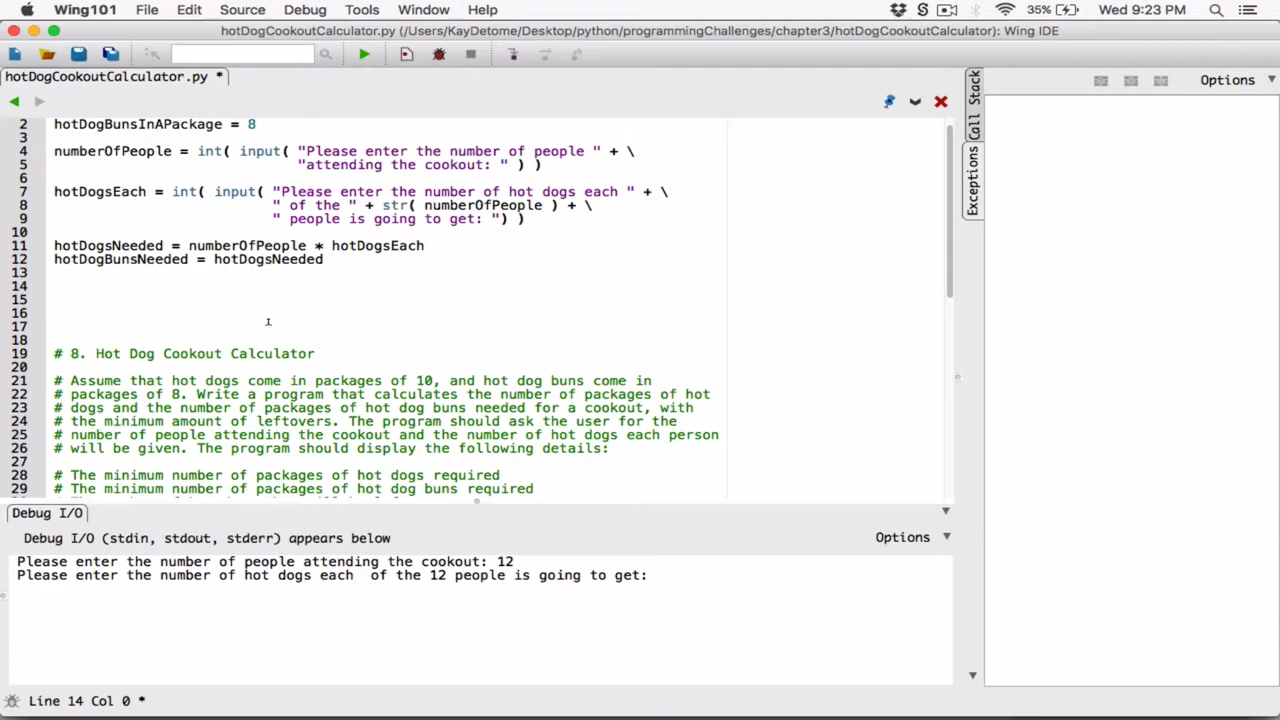 Wing101 File Edit Source Debug Tools Window Help S 35% Wed 9:23 PM
hotDogCookoutCalculator.py (/Users/KayDetome/Desktop/python/programmingChallenges/chapter3/hotDogCookoutCalculator): Wing IDE
hotDogCookoutCalculator.py *
Options
2 hotDogBunsInAPackage = 8
3
4 numberOfPeople = int( input( "Please enter the number of people " + \
5 "attending the cookout: " ) )
6
7 hotDogsEach = int( input( "Please enter the number of hot dogs each " + \
8 " of the " + str( numberOfPeople ) + \
9 " people is going to get: ") )
10
11 hotDogsNeeded = numberOfPeople * hotDogsEach
12 hotDogBunsNeeded = hotDogsNeeded
13
14
15
16
17
18
19 # 8. Hot Dog Cookout Calculator
20
21 # Assume that hot dogs come in packages of 10, and hot dog buns come in
22 # packages of 8. Write a program that calculates the number of packages of hot
23 # dogs and the number of packages of hot dog buns needed for a cookout, with
24 # the minimum amount of leftovers. The program should ask the user for the
25 # number of people attending the cookout and the number of hot dogs each person
26 # will be given. The program should display the following details:
27
28 # The minimum number of packages of hot dogs required
29 # The minimum number of packages of hot dog buns required
Call Stack
Exceptions
Debug I/O
Debug I/O (stdin, stdout, stderr) appears below
Options
Please enter the number of people attending the cookout: 12
Please enter the number of hot dogs each  of the 12 people is going to get:
Line 14 Col 0 *